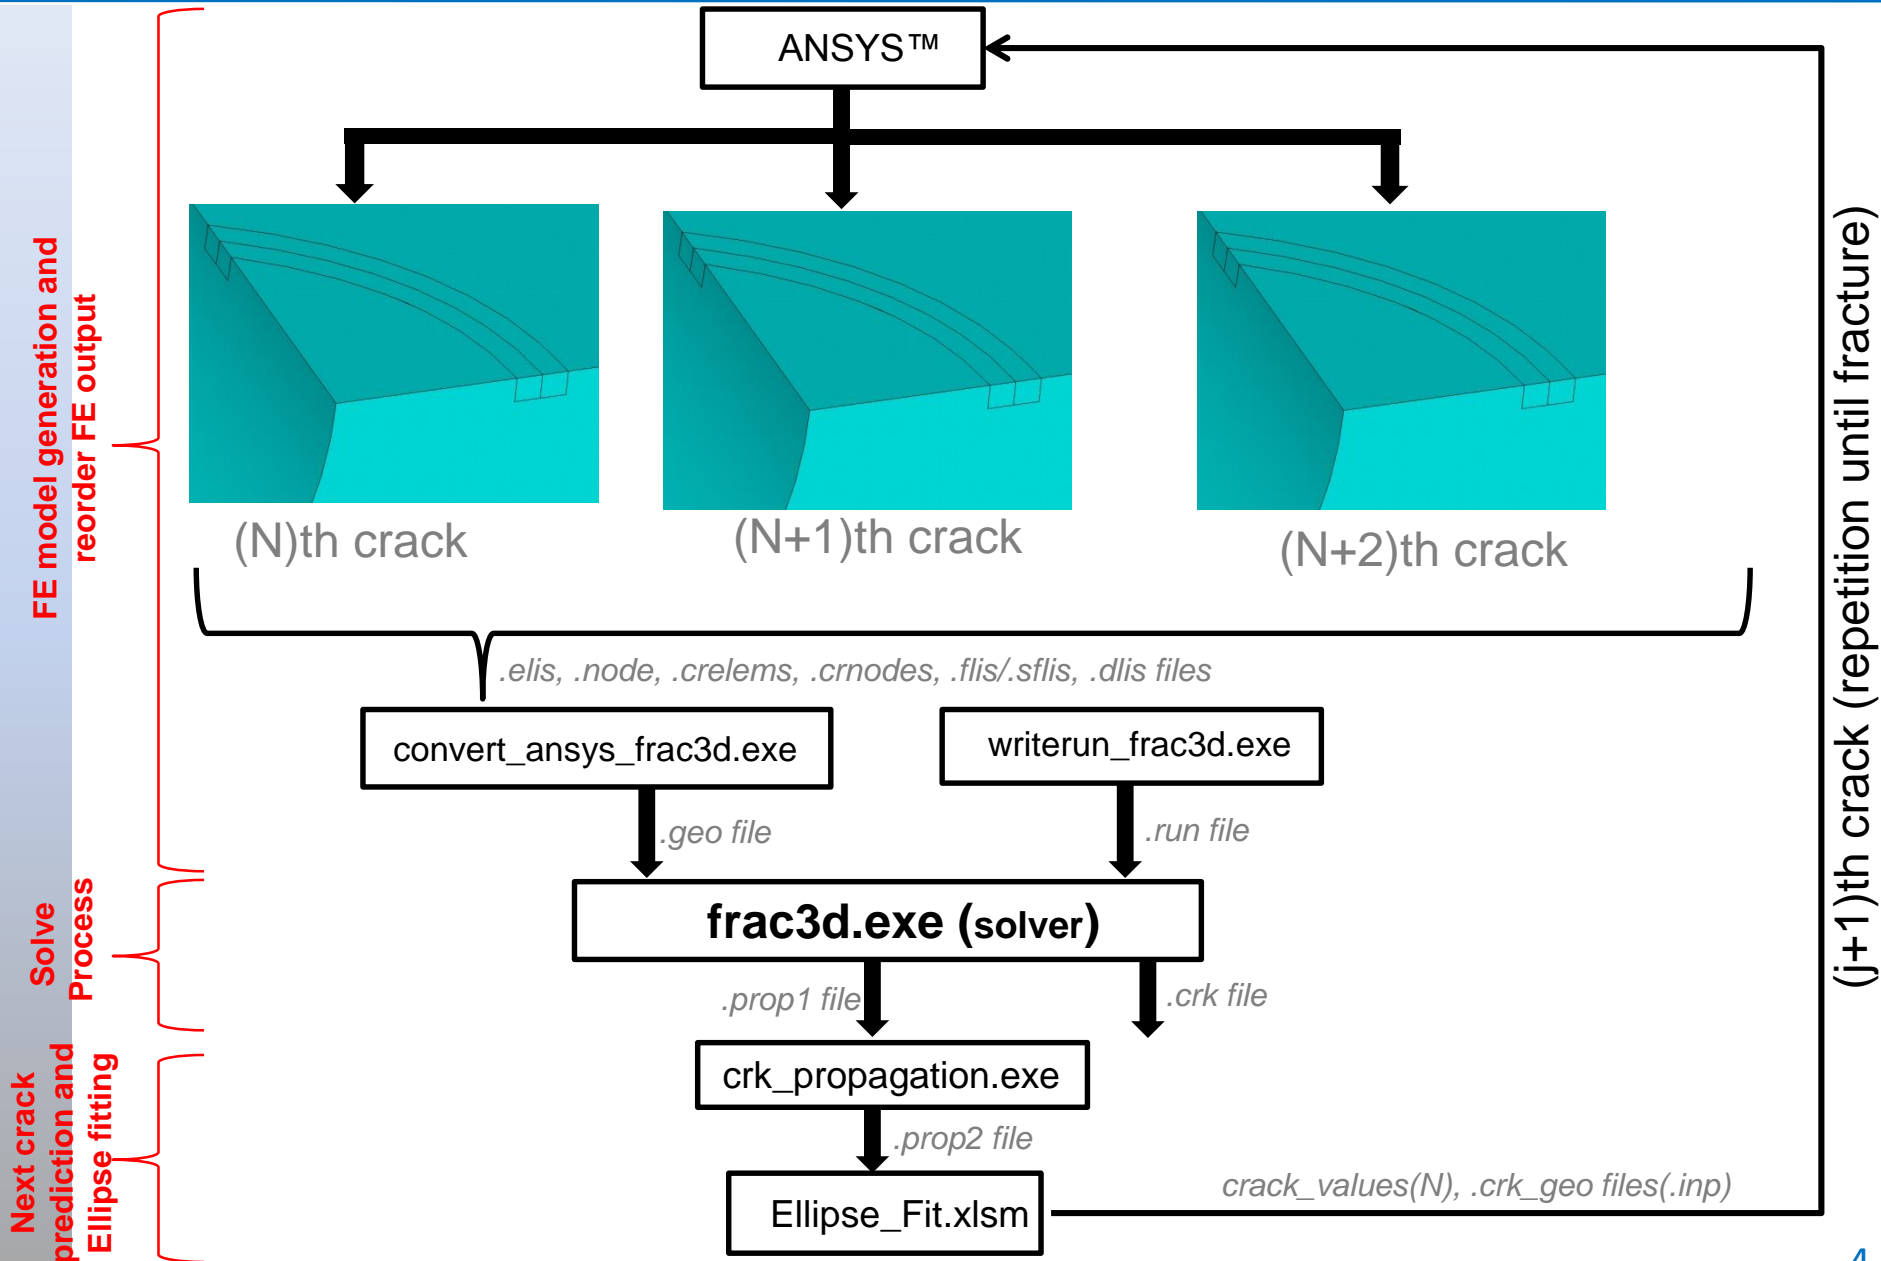 ANSYS™
FE model generation and
reorder FE output
(N)th crack
(N+1)th crack
(N+2)th crack
(j+1)th crack (repetition until fracture)
.elis, .node, .crelems, .crnodes, .flis/.sflis, .dlis files
convert_ansys_frac3d.exe
writerun_frac3d.exe
.geo file
.run file
Solve
Process
frac3d.exe (solver)
.prop1 file
.crk file
Next crack
prediction and
Ellipse fitting
crk_propagation.exe
.prop2 file
Ellipse_Fit.xlsm
crack_values(N), .crk_geo files(.inp)
4